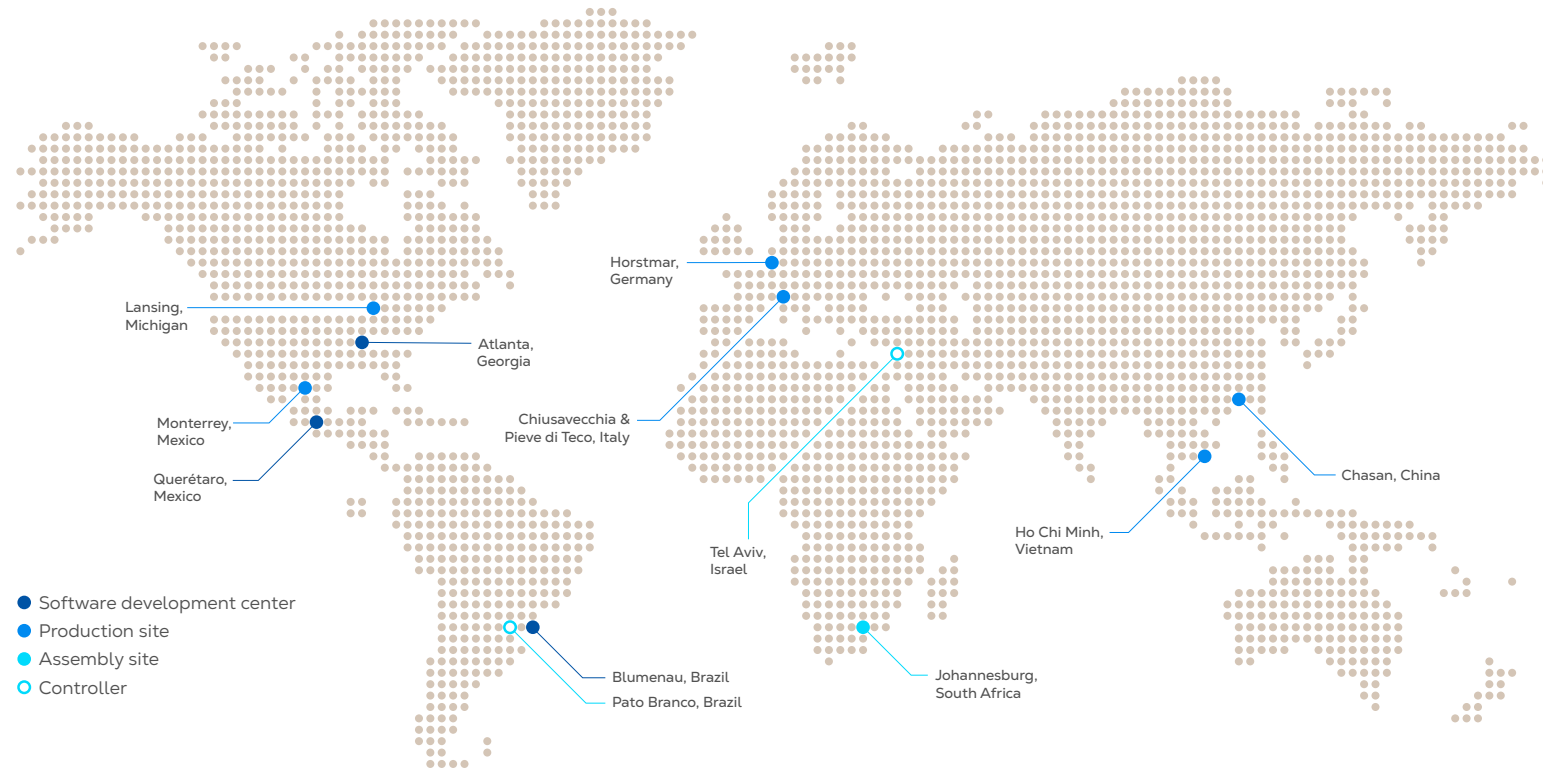 Horstmar,
Germany
Lansing,
Michigan
Atlanta,
Georgia
Chiusavecchia &
Pieve di Teco, Italy
Monterrey,
Mexico
Querétaro,
Mexico
Chasan, China
Ho Chi Minh,
Vietnam
Tel Aviv,
Israel
Software development center
Production site
Assembly site
Controller
Blumenau, Brazil
Pato Branco, Brazil
Johannesburg,
South Africa